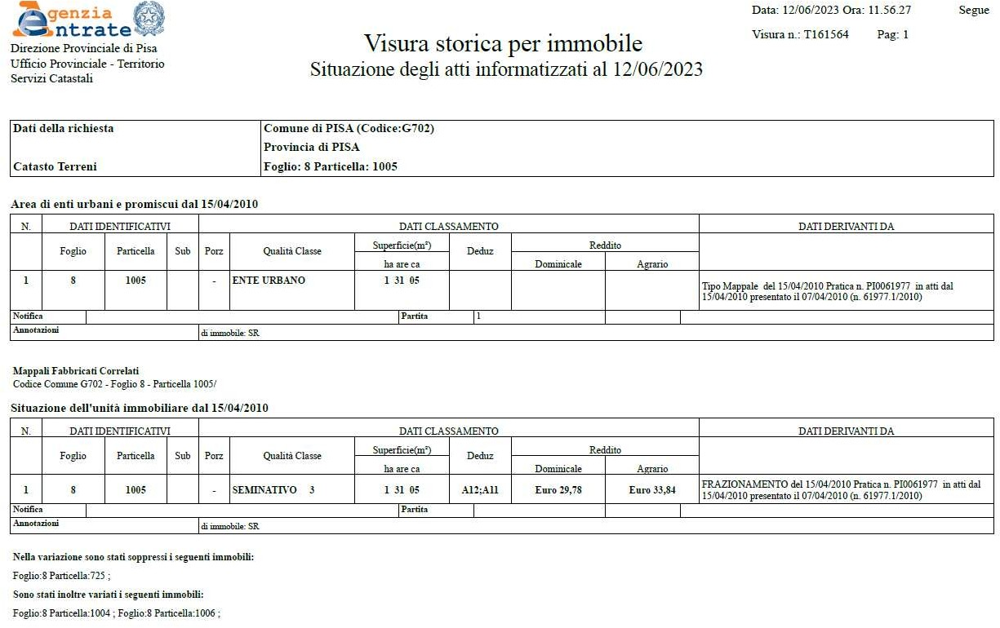 Agenzia
Entrate
Direzione Provinciale di Pisa
Ufficio Provinciale - Territorio
Servizi Catastali
Visura storica per immobile
Situazione degli atti informatizzati al 12/06/2023
Data: 12/06/2023 Ora: 11.56.27 Segue
Visura n.: T161564 Pag: 1
Dati della richiesta Comune di PISA (Codice:G702)
Provincia di PISA
Catasto Terreni Foglio: 8 Particella: 1005
Area di enti urbani e promiscui dal 15/04/2010
N. DATI IDENTIFICATIVI DATI CLASSAMENTO DATI DERIVANTI DA
Foglio Particella Sub Porz Qualità Classe Superficie(m²) Deduz Reddito
ha are ca Dominicale Agrario
1 8 1005 - ENTE URBANO 1 31 05
Tipo Mappale del 15/04/2010 Pratica n. PI0061977 in atti dal
15/04/2010 presentato il 07/04/2010 (n. 61977.1/2010)
Notifica Partita 1
Annotazioni di immobile: SR
Mappali Fabbricati Correlati
Codice Comune G702 - Foglio 8 - Particella 1005/
Situazione dell'unità immobiliare dal 15/04/2010
N. DATI IDENTIFICATIVI DATI CLASSAMENTO DATI DERIVANTI DA
Foglio Particella Sub Porz Qualità Classe Superficie(m²) Deduz Reddito
ha are ca Dominicale Agrario
1 8 1005 - SEMINATIVO 3 1 31 05 A12;A11 Euro 29,78 Euro 33,84
FRAZIONAMENTO del 15/04/2010 Pratica n. PI0061977 in atti dal
15/04/2010 presentato il 07/04/2010 (n. 61977.1/2010)
Notifica Partita
Annotazioni di immobile: SR
Nella variazione sono stati soppressi i seguenti immobili:
Foglio:8 Particella:725 ;
Sono stati inoltre variati i seguenti immobili:
Foglio:8 Particella:1004 ; Foglio:8 Particella:1006 ;